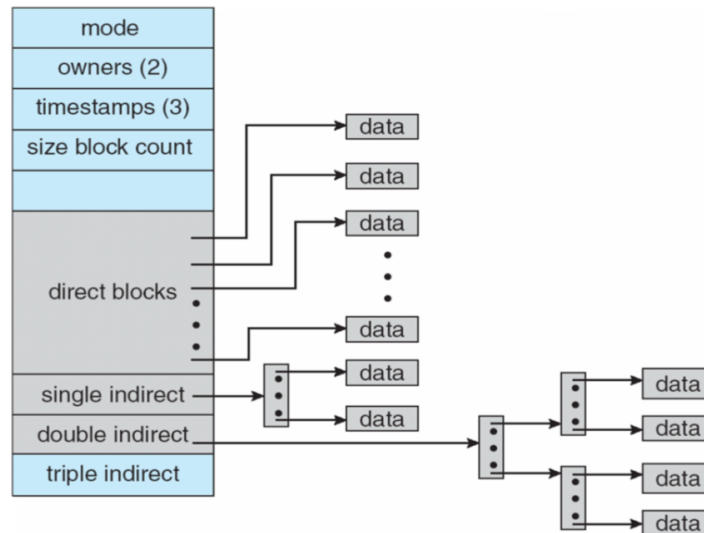 mode
owners (2)
timestamps (3)
size block count
direct blocks
single indirect
double indirect
triple indirect
data
data
data
data
data
data
data
data
data
data